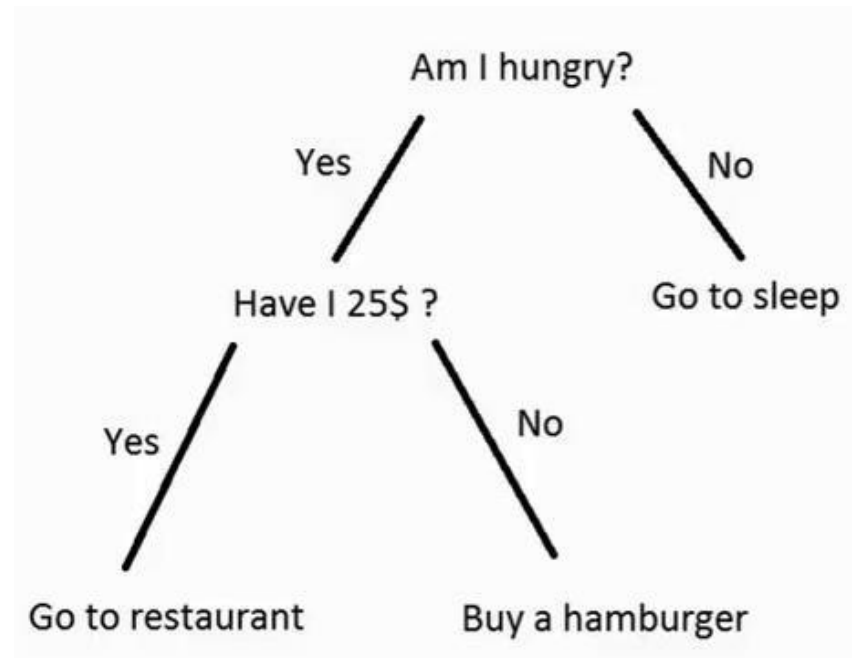 Am I hungry?
Yes
No
Have I 25$ ?
Go to sleep
Yes
No
Go to restaurant
Buy a hamburger